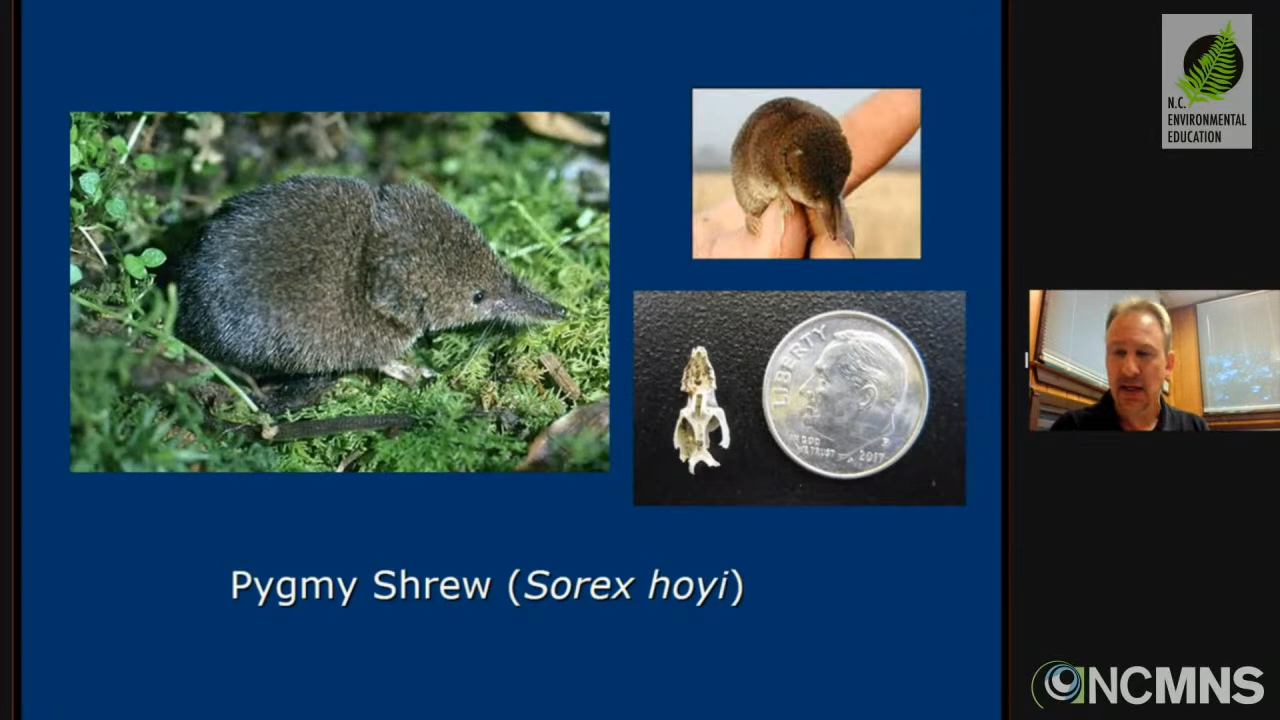 N.C.
ENVIRONMENTAL
EDUCATION
LIBERTY
IN GOD
WE TRUST
P
2017
Pygmy Shrew (Sorex hoyi)
NCMNS